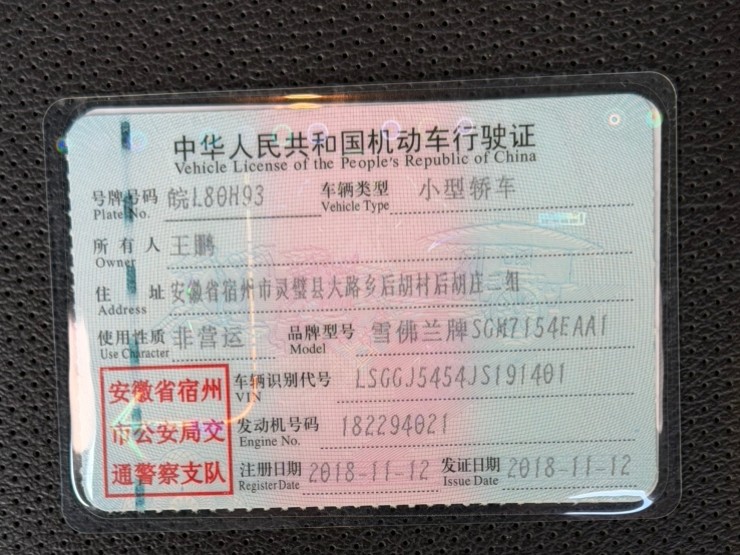 中华人民共和国机动车行驶证
Vehicle License of the People's Republic of China
号牌号码 皖L80H93 车辆类型 小型轿车
Plate No. Vehicle Type
所有人 王鹏
Owner
住址 安徽省宿州市灵璧县大路乡后胡村后胡庄二组
Address
使用性质 非营运 品牌型号 雪佛兰牌SGM7154EAA1
Use Character Model
安徽省宿州 车辆识别代号 LSGGJ5454JS191401
VIN
市公安局交 发动机号码 182294021
Engine No.
通警察支队 注册日期 2018-11-12 发证日期 2018-11-12
Register Date Issue Date